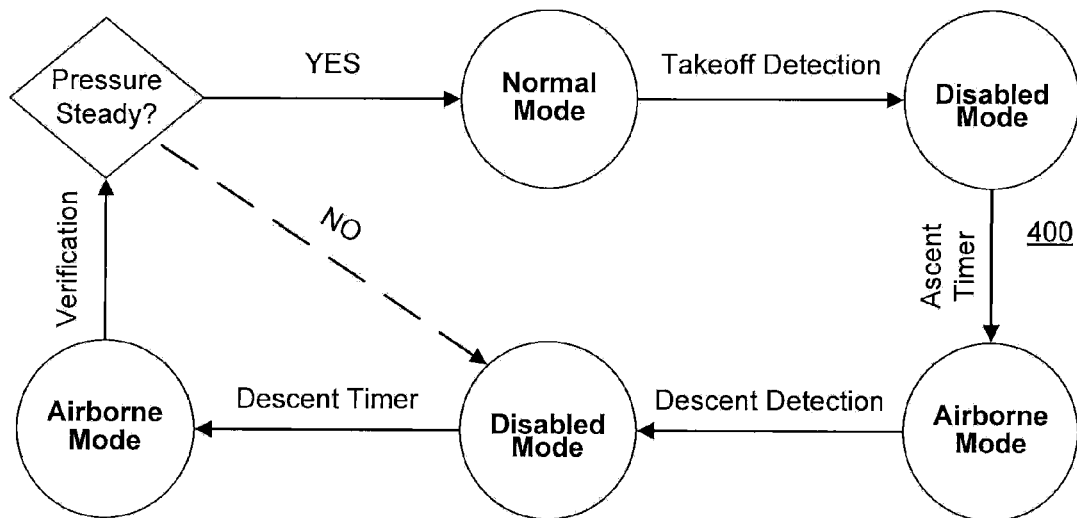 Pressure
Steady?
YES
Normal
Mode
Takeoff Detection
Disabled
Mode
NO
Verification
Ascent
Timer
400
Airborne
Mode
Descent Timer
Disabled
Mode
Descent Detection
Airborne
Mode